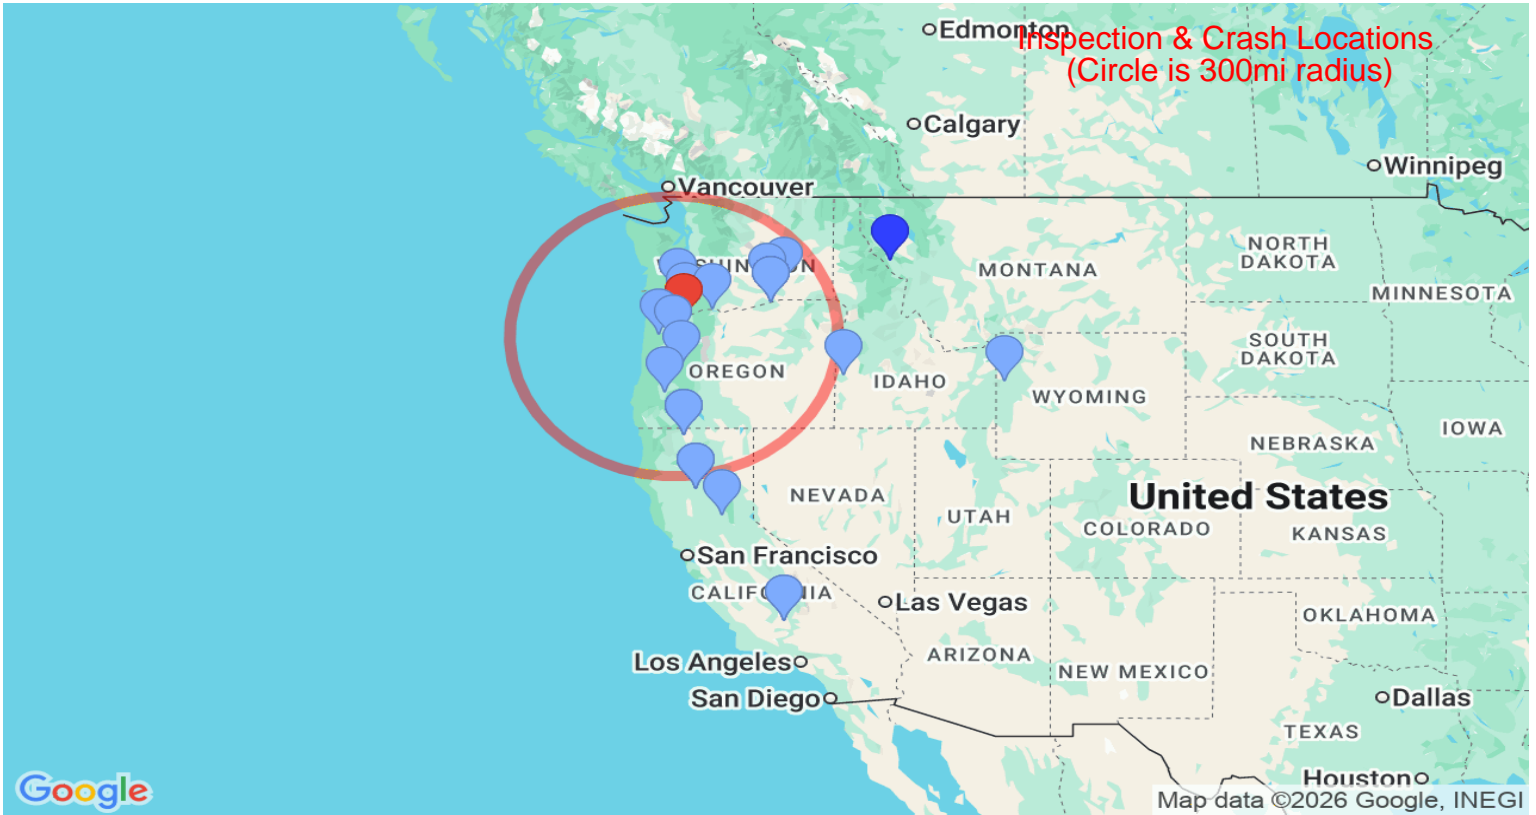 Edmonton
Inspection & Crash Locations
(Circle is 300mi radius)
Calgary
Winnipeg
Vancouver
NORTH
DAKOTA
MONTANA
MINNESOTA
SOUTH
DAKOTA
OREGON
IDAHO
WYOMING
IOWA
NEBRASKA
NEVADA
United States
UTAH
COLORADO
KANSAS
San Francisco
Las Vegas
OKLAHOMA
Los Angeles
ARIZONA
NEW MEXICO
San Diego
Dallas
TEXAS
Houston
Google
Map data ©2026 Google, INEGI